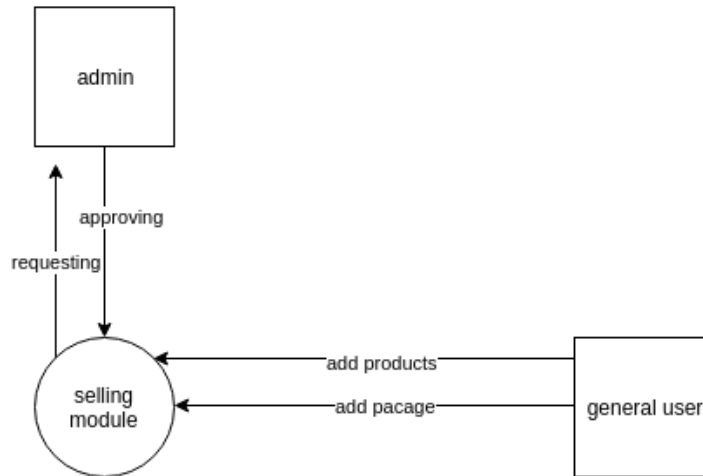 admin
approving
requesting
add products
add pacage
selling
module
general user